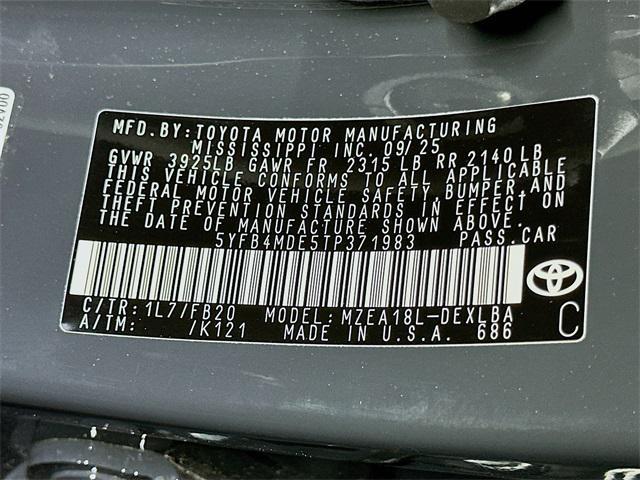 MFD. BY: TOYOTA MOTOR MANUFACTURING
MISSISSIPPI INC. 09/25
GVWR 3925LB GAWR FR 2315 LB RR 2140 LB
THIS VEHICLE CONFORMS TO ALL APPLICABLE
FEDERAL MOTOR VEHICLE SAFETY, BUMPER, AND
THEFT PREVENTION STANDARDS IN EFFECT ON
THE DATE OF MANUFACTURE SHOWN ABOVE.
5YFB4MDE5TP371983 PASS.CAR
C/TR: 1L7/FB20 MODEL: MZEA18L-DEXLBA
A/TM: /K121 MADE IN U.S.A. 686
C